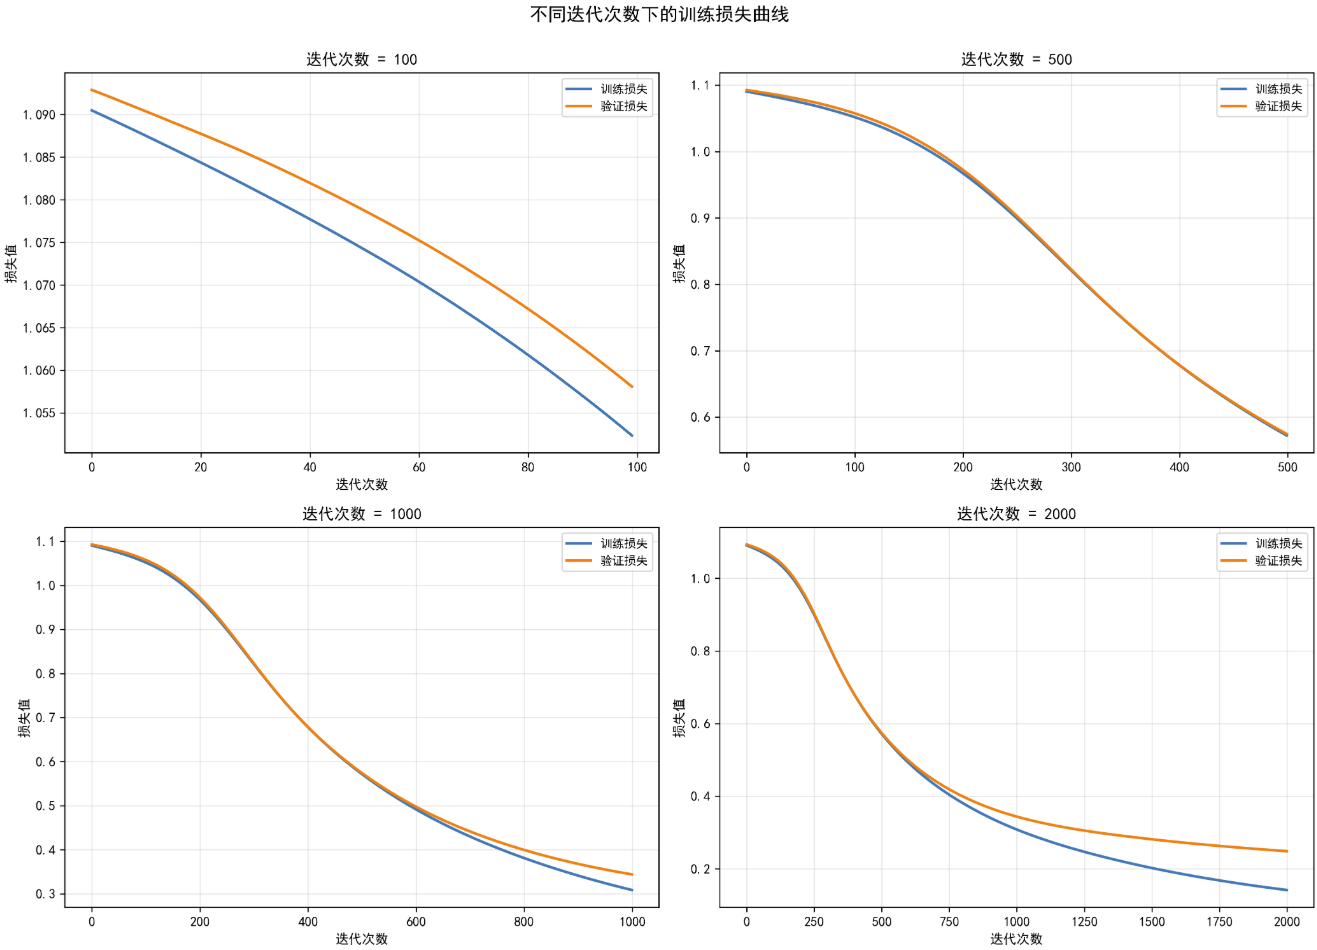 不同迭代次数下的训练损失曲线
迭代次数 = 100
训练损失
验证损失
1.090
1.085
1.080
1.075
1.070
1.065
1.060
1.055
损失值
0 20 40 60 80 100
迭代次数
迭代次数 = 500
训练损失
验证损失
1.1
1.0
0.9
0.8
0.7
0.6
损失值
0 100 200 300 400 500
迭代次数
迭代次数 = 1000
训练损失
验证损失
1.1
1.0
0.9
0.8
0.7
0.6
0.5
0.4
0.3
损失值
0 200 400 600 800 1000
迭代次数
迭代次数 = 2000
训练损失
验证损失
1.0
0.8
0.6
0.4
0.2
损失值
0 250 500 750 1000 1250 1500 1750 2000
迭代次数